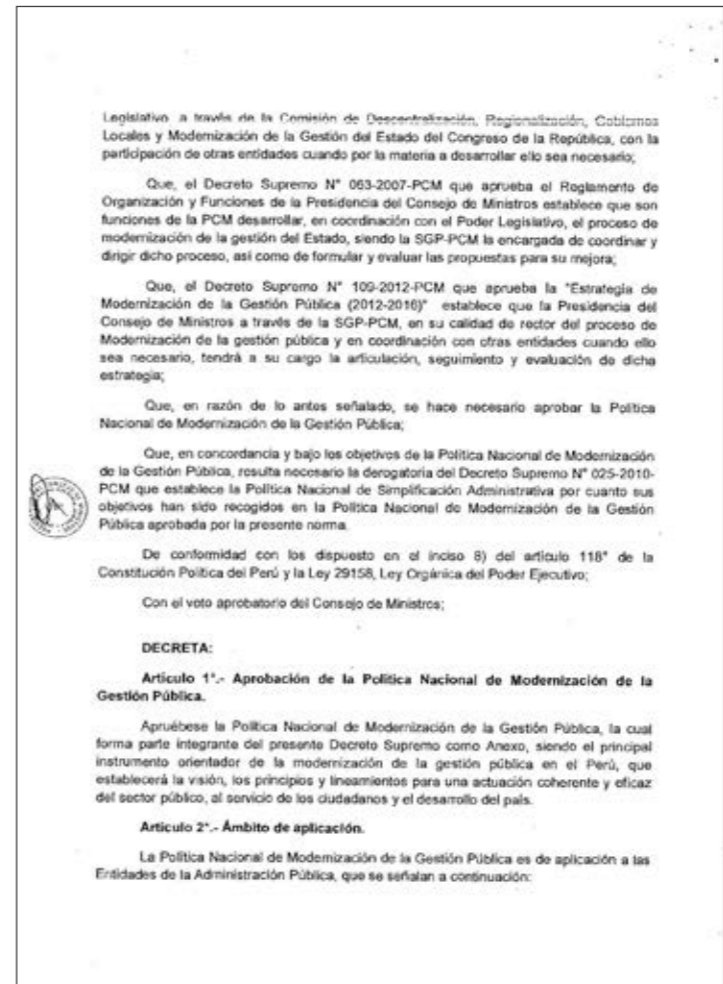 Legislativo a través de la Comisión de Descentralización, Regionalización, Gobiernos
Locales y Modernización de la Gestión del Estado del Congreso de la República, con la
participación de otras entidades cuando por la materia a desarrollar ello sea necesario;
Que, el Decreto Supremo N° 063-2007-PCM que aprueba el Reglamento de
Organización y Funciones de la Presidencia del Consejo de Ministros establece que son
funciones de la PCM desarrollar, en coordinación con el Poder Legislativo, el proceso de
modernización de la gestión del Estado, siendo la SGP-PCM la encargada de coordinar y
dirigir dicho proceso, así como de formular y evaluar las propuestas para su mejora;
Que, el Decreto Supremo N° 109-2012-PCM que aprueba la "Estrategia de
Modernización de la Gestión Pública (2012-2016)" establece que la Presidencia del
Consejo de Ministros a través de la SGP-PCM, en su calidad de rector del proceso de
Modernización de la gestión pública y en coordinación con otras entidades cuando ello
sea necesario, tendrá a su cargo la articulación, seguimiento y evaluación de dicha
estrategia;
Que, en razón de lo antes señalado, se hace necesario aprobar la Política
Nacional de Modernización de la Gestión Pública;
Que, en concordancia y bajo los objetivos de la Política Nacional de Modernización
de la Gestión Pública, resulta necesario la derogatoria del Decreto Supremo N° 025-2010-
PCM que establece la Política Nacional de Simplificación Administrativa por cuanto sus
objetivos han sido recogidos en la Política Nacional de Modernización de la Gestión
Pública aprobada por la presente norma.
De conformidad con los dispuesto en el inciso 8) del artículo 118° de la
Constitución Política del Perú y la Ley 29158, Ley Orgánica del Poder Ejecutivo;
Con el voto aprobatorio del Consejo de Ministros;
DECRETA:
Artículo 1°.- Aprobación de la Política Nacional de Modernización de la
Gestión Pública.
Apruébese la Política Nacional de Modernización de la Gestión Pública, la cual
forma parte integrante del presente Decreto Supremo como Anexo, siendo el principal
instrumento orientador de la modernización de la gestión pública en el Perú, que
establecerá la visión, los principios y lineamientos para una actuación coherente y eficaz
del sector público, al servicio de los ciudadanos y el desarrollo del país.
Artículo 2°.- Ámbito de aplicación.
La Política Nacional de Modernización de la Gestión Pública es de aplicación a las
Entidades de la Administración Pública, que se señalan a continuación: